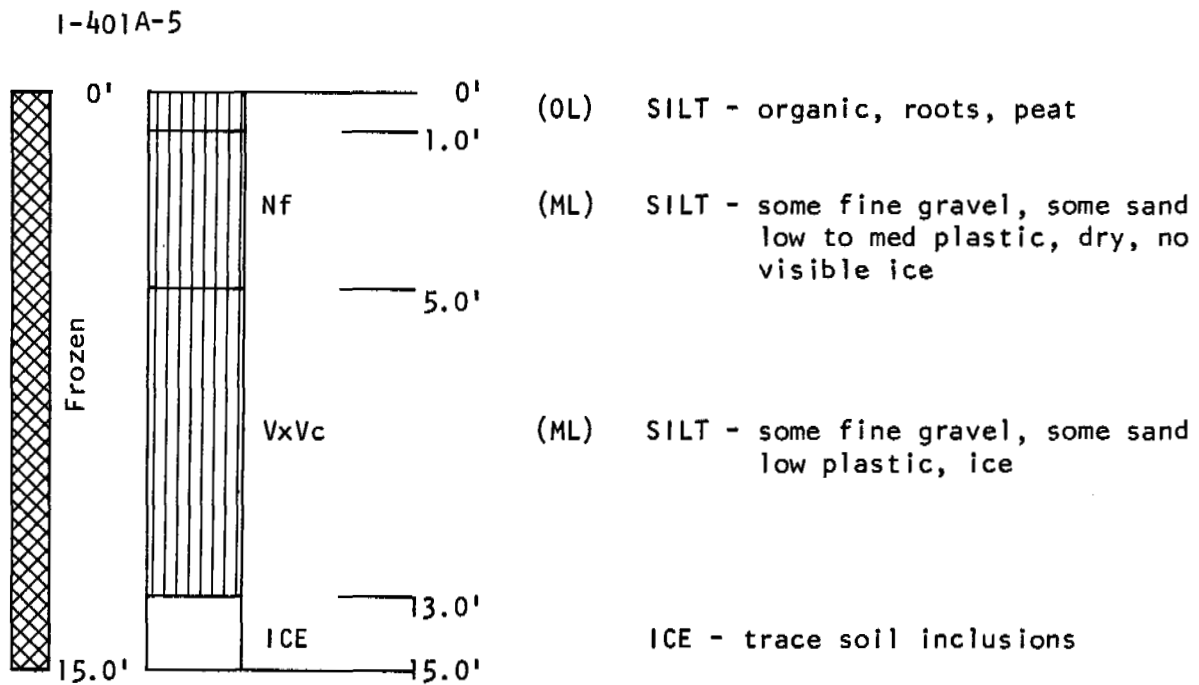 I-401A-5
0' 0' (OL) SILT - organic, roots, peat
1.0'
Nf (ML) SILT - some fine gravel, some sand
low to med plastic, dry, no
visible ice
5.0'
Frozen
VxVc (ML) SILT - some fine gravel, some sand
low plastic, ice
13.0'
ICE ICE - trace soil inclusions
15.0' 15.0'